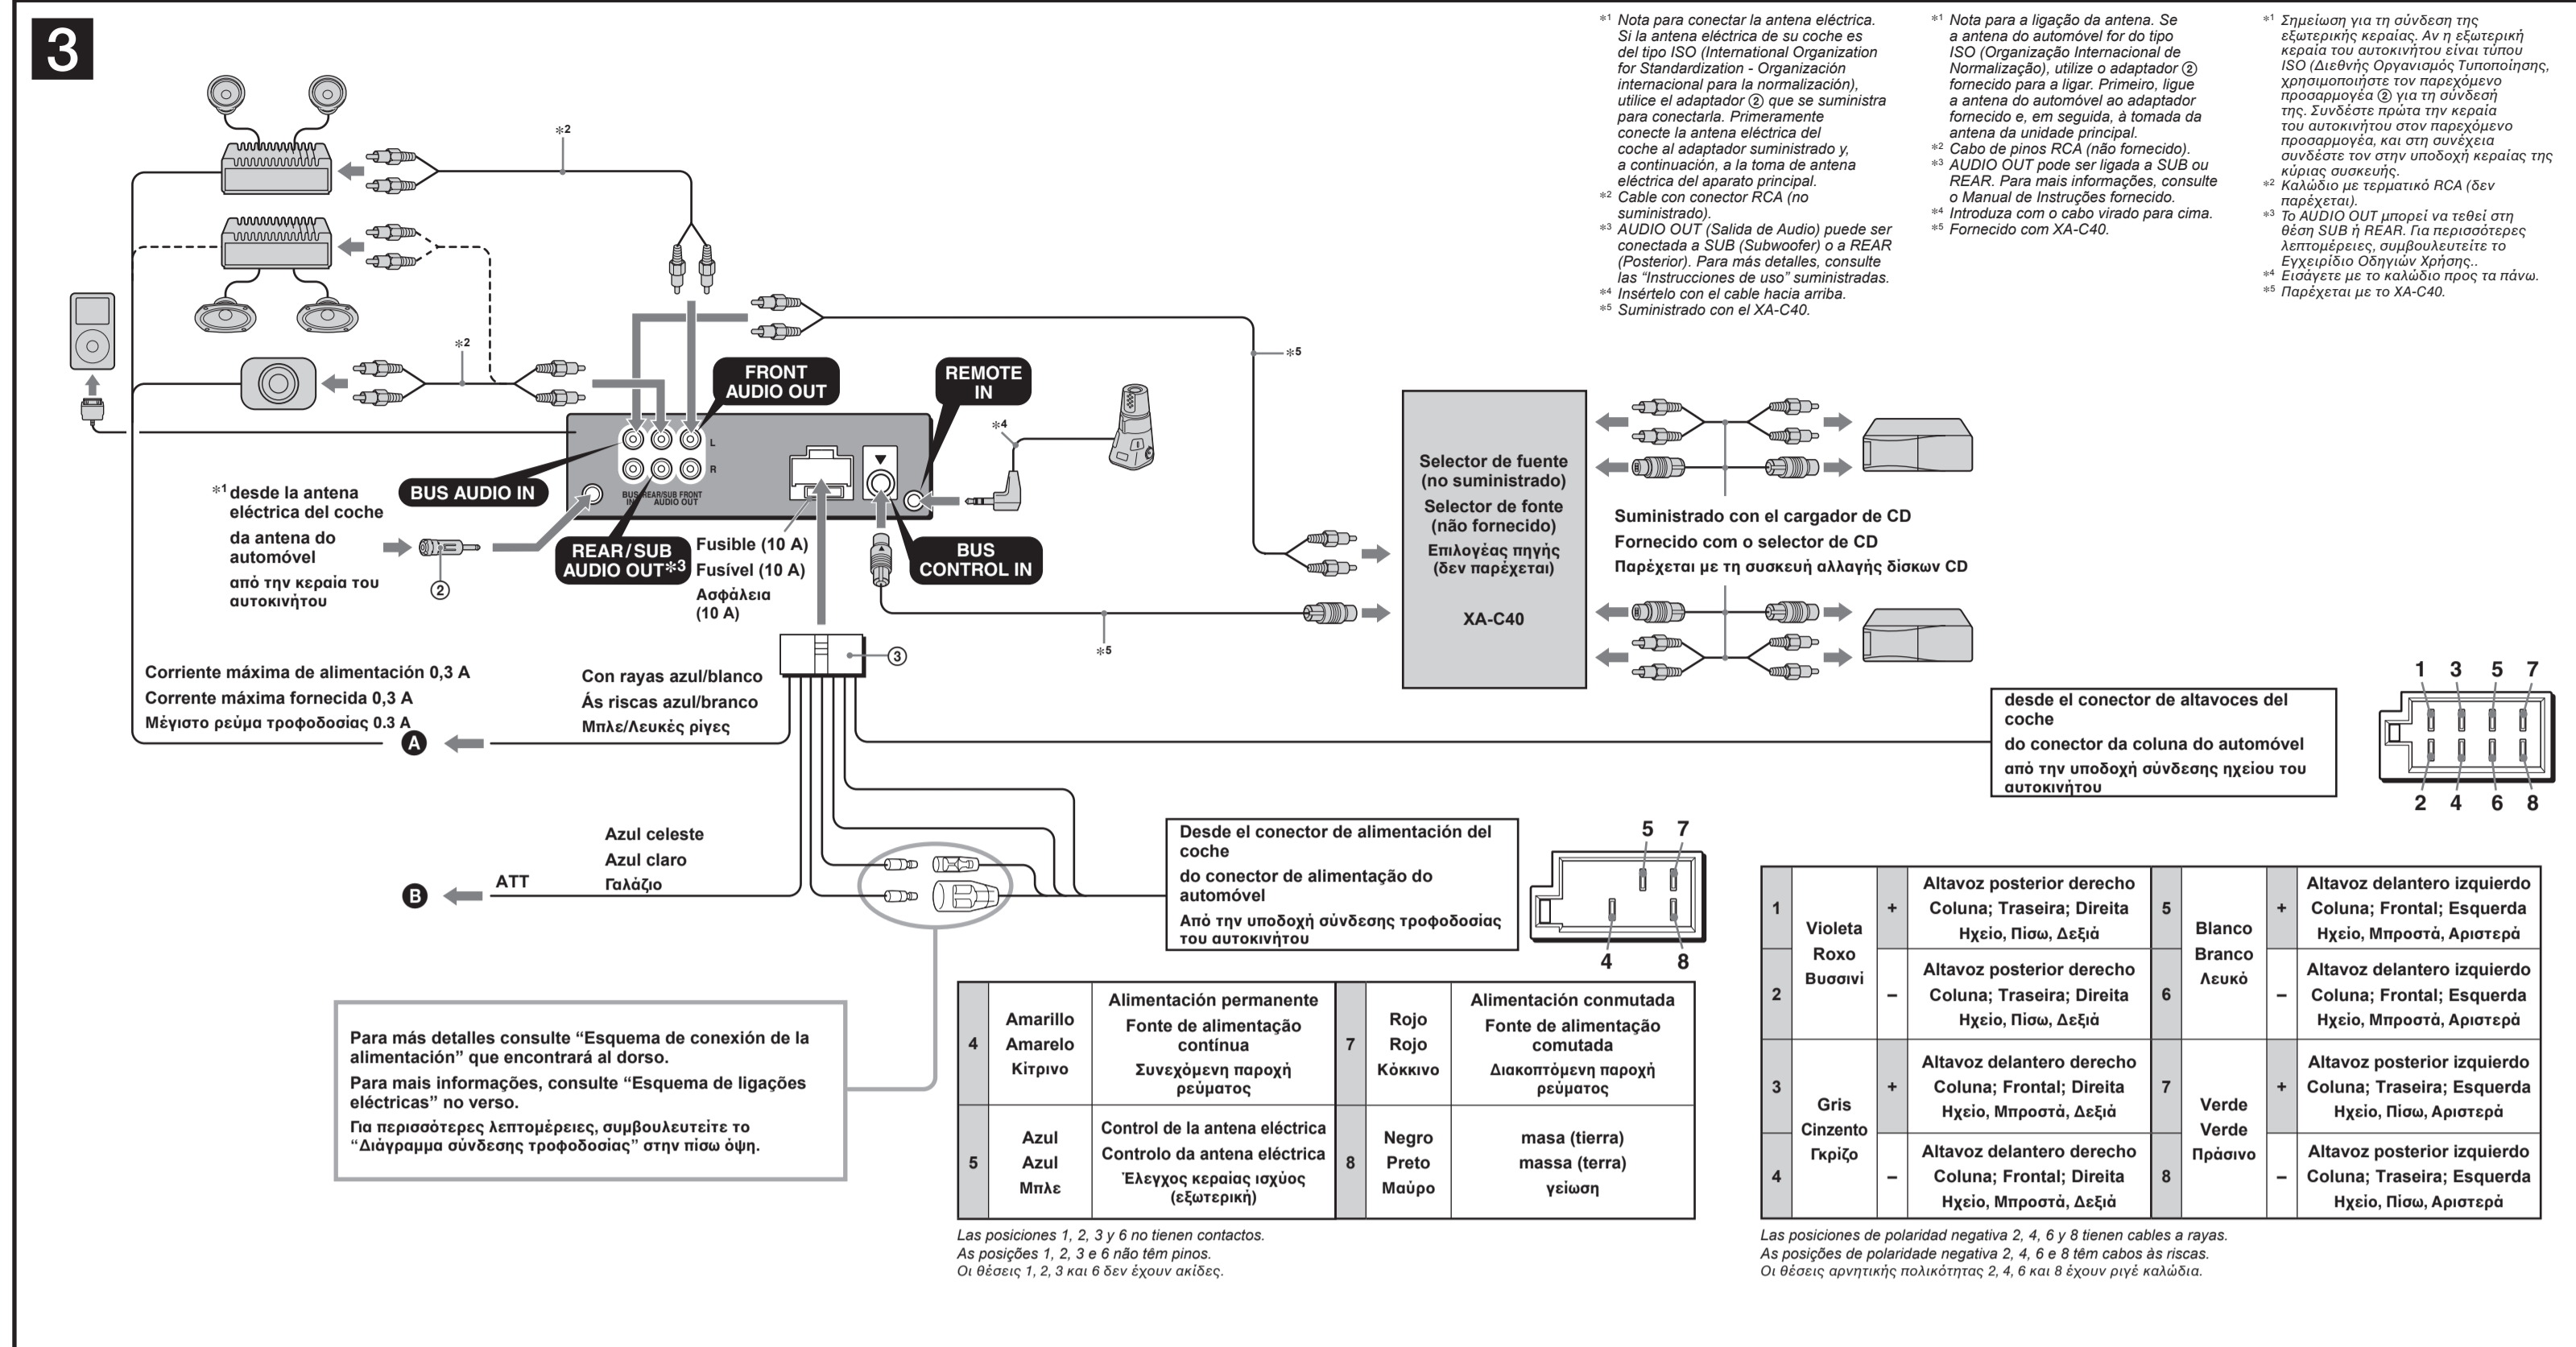 3
*1 Nota para conectar la antena eléctrica.
Si la antena eléctrica de su coche es
del tipo ISO (International Organization
for Standardization - Organización
internacional para la normalización),
utilice el adaptador ② que se suministra
para conectarla. Primeramente
conecte la antena eléctrica del
coche al adaptador suministrado y,
a continuación, a la toma de antena
eléctrica del aparato principal.
*2 Cable con conector RCA (no
suministrado).
*3 AUDIO OUT (Salida de Audio) puede ser
conectada a SUB (Subwoofer) o a REAR
(Posterior). Para más detalles, consulte
las “Instrucciones de uso” suministradas.
*4 Insértelo con el cable hacia arriba.
*5 Suministrado con el XA-C40.
*1 Nota para a ligação da antena. Se
a antena do automóvel for do tipo
ISO (Organização Internacional de
Normalização), utilize o adaptador ②
fornecido para a ligar. Primeiro, ligue
a antena do automóvel ao adaptador
fornecido e, em seguida, à tomada da
antena da unidade principal.
*2 Cabo de pinos RCA (não fornecido).
*3 AUDIO OUT pode ser ligada a SUB ou
REAR. Para mais informações, consulte
o Manual de Instruções fornecido.
*4 Introduza com o cabo virado para cima.
*5 Fornecido com XA-C40.
*1 Σημείωση για τη σύνδεση της
εξωτερικής κεραίας. Αν η εξωτερική
κεραία του αυτοκινήτου είναι τύπου
ISO (Διεθνής Οργανισμός Τυποποίησης,
χρησιμοποιήστε τον παρεχόμενο
προσαρμογέα ② για τη σύνδεσή
της. Συνδέστε πρώτα την κεραία
του αυτοκινήτου στον παρεχόμενο
προσαρμογέα, και στη συνέχεια
συνδέστε τον στην υποδοχή κεραίας της
κύριας συσκευής.
*2 Καλώδιο με τερματικό RCA (δεν
παρέχεται).
*3 Το AUDIO OUT μπορεί να τεθεί στη
θέση SUB ή REAR. Για περισσότερες
λεπτομέρειες, συμβουλευτείτε το
Εγχειρίδιο Οδηγιών Χρήσης..
*4 Εισάγετε με το καλώδιο προς τα πάνω.
*5 Παρέχεται με το XA-C40.
*2
*2
*5
FRONT
AUDIO OUT
REMOTE
IN
*4
L
R
BUS AUDIO IN
BUS REAR/SUB FRONT
IN AUDIO OUT
*1 desde la antena
eléctrica del coche
da antena do
automóvel
από την κεραία του
αυτοκινήτου
②
REAR/SUB
AUDIO OUT*3
Fusible (10 A)
Fusível (10 A)
Ασφάλεια
(10 A)
BUS
CONTROL IN
Selector de fuente
(no suministrado)
Selector de fonte
(não fornecido)
Επιλογέας πηγής
(δεν παρέχεται)
XA-C40
Suministrado con el cargador de CD
Fornecido com o selector de CD
Παρέχεται με τη συσκευή αλλαγής δίσκων CD
*5
③
Corriente máxima de alimentación 0,3 A
Corrente máxima fornecida 0,3 A
Μέγιστο ρεύμα τροφοδοσίας 0.3 A
A
Con rayas azul/blanco
Ás riscas azul/branco
Μπλε/Λευκές ρίγες
desde el conector de altavoces del
coche
do conector da coluna do automóvel
από την υποδοχή σύνδεσης ηχείου του
αυτοκινήτου
1 3 5 7
2 4 6 8
Azul celeste
Azul claro
Γαλάζιο
B
ATT
Desde el conector de alimentación del
coche
do conector de alimentação do
automóvel
Από την υποδοχή σύνδεσης τροφοδοσίας
του αυτοκινήτου
5 7
4 8
Para más detalles consulte “Esquema de conexión de la
alimentación” que encontrará al dorso.
Para mais informações, consulte “Esquema de ligações
eléctricas” no verso.
Για περισσότερες λεπτομέρειες, συμβουλευτείτε το
“Διάγραμμα σύνδεσης τροφοδοσίας” στην πίσω όψη.
4
Amarillo
Amarelo
Κίτρινο
Alimentación permanente
Fonte de alimentação
contínua
Συνεχόμενη παροχή
ρεύματος
7
Rojo
Rojo
Κόκκινο
Alimentación conmutada
Fonte de alimentação
comutada
Διακοπτόμενη παροχή
ρεύματος
5
Azul
Azul
Μπλε
Control de la antena eléctrica
Controlo da antena eléctrica
Έλεγχος κεραίας ισχύος
(εξωτερική)
8
Negro
Preto
Μαύρο
masa (tierra)
massa (terra)
γείωση
Las posiciones 1, 2, 3 y 6 no tienen contactos.
As posições 1, 2, 3 e 6 não têm pinos.
Οι θέσεις 1, 2, 3 και 6 δεν έχουν ακίδες.
1
Violeta
Roxo
Βυσσινί
+
Altavoz posterior derecho
Coluna; Traseira; Direita
Ηχείο, Πίσω, Δεξιά
5
Blanco
Branco
Λευκό
+
Altavoz delantero izquierdo
Coluna; Frontal; Esquerda
Ηχείο, Μπροστά, Αριστερά
2
–
Altavoz posterior derecho
Coluna; Traseira; Direita
Ηχείο, Πίσω, Δεξιά
6
–
Altavoz delantero izquierdo
Coluna; Frontal; Esquerda
Ηχείο, Μπροστά, Αριστερά
3
Gris
Cinzento
Γκρίζο
+
Altavoz delantero derecho
Coluna; Frontal; Direita
Ηχείο, Μπροστά, Δεξιά
7
Verde
Verde
Πράσινο
+
Altavoz posterior izquierdo
Coluna; Traseira; Esquerda
Ηχείο, Πίσω, Αριστερά
4
–
Altavoz delantero derecho
Coluna; Frontal; Direita
Ηχείο, Μπροστά, Δεξιά
8
–
Altavoz posterior izquierdo
Coluna; Traseira; Esquerda
Ηχείο, Πίσω, Αριστερά
Las posiciones de polaridad negativa 2, 4, 6 y 8 tienen cables a rayas.
As posições de polaridade negativa 2, 4, 6 e 8 têm cabos às riscas.
Οι θέσεις αρνητικής πολικότητας 2, 4, 6 και 8 έχουν ριγέ καλώδια.